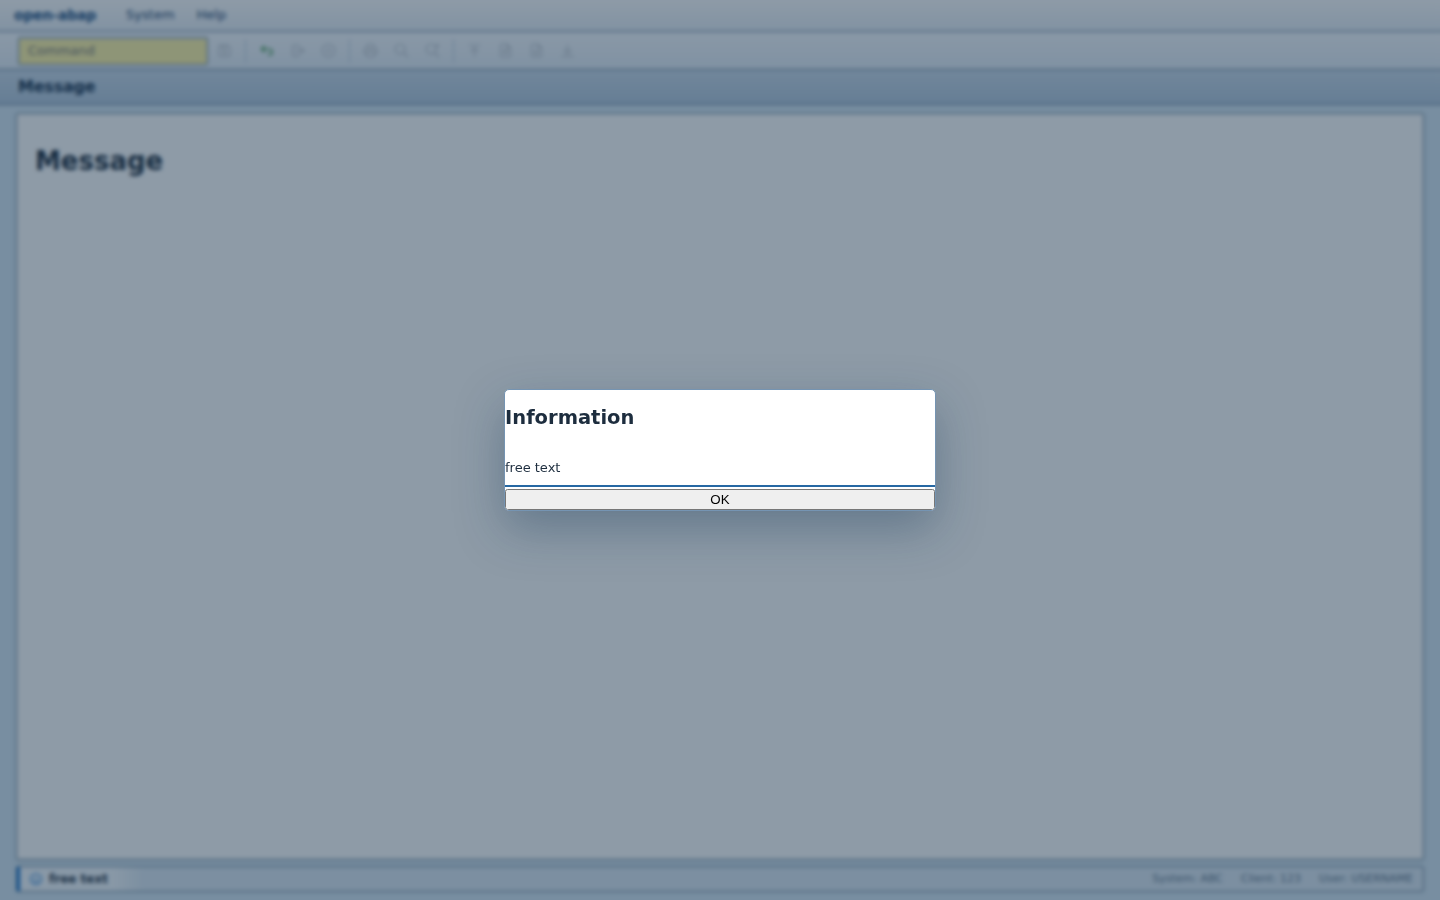 open-abap System Help
Command
Message
Message
Information
free text
OK
free text System: ABC Client: 123 User: USERNAME